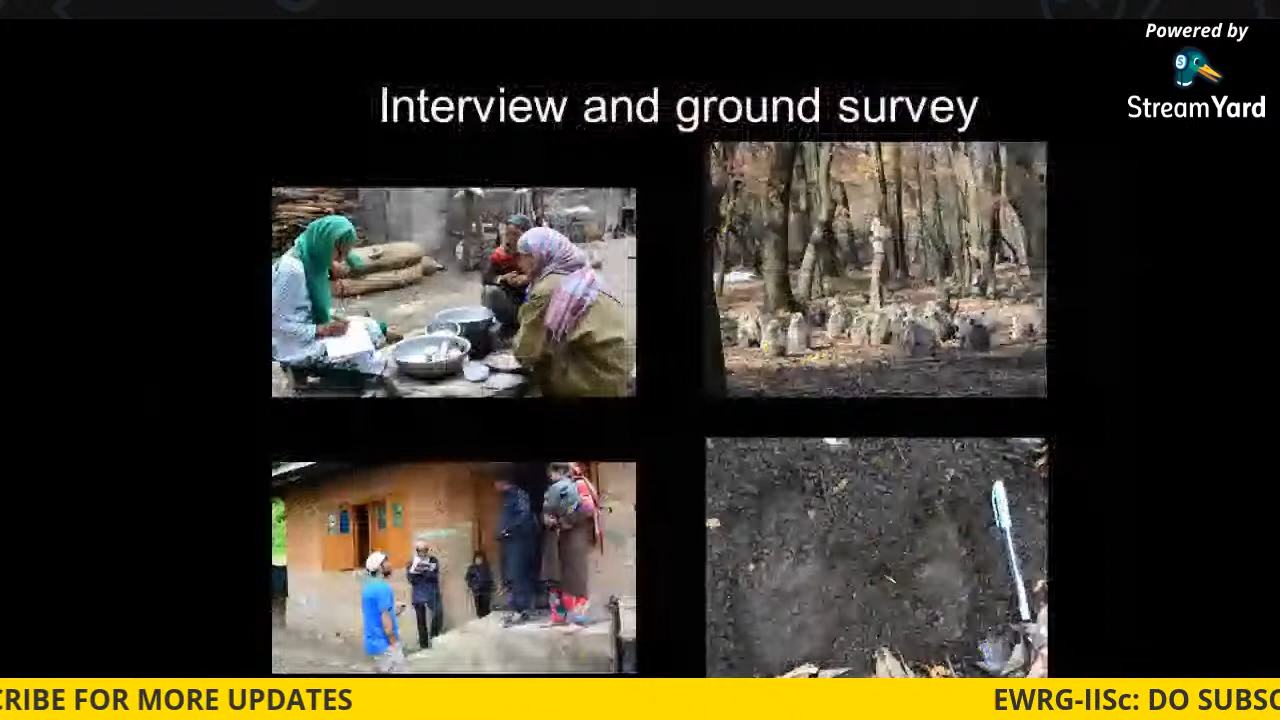 Powered by
StreamYard
Interview and ground survey
CRIBE FOR MORE UPDATES
EWRG-IISc: DO SUBSC